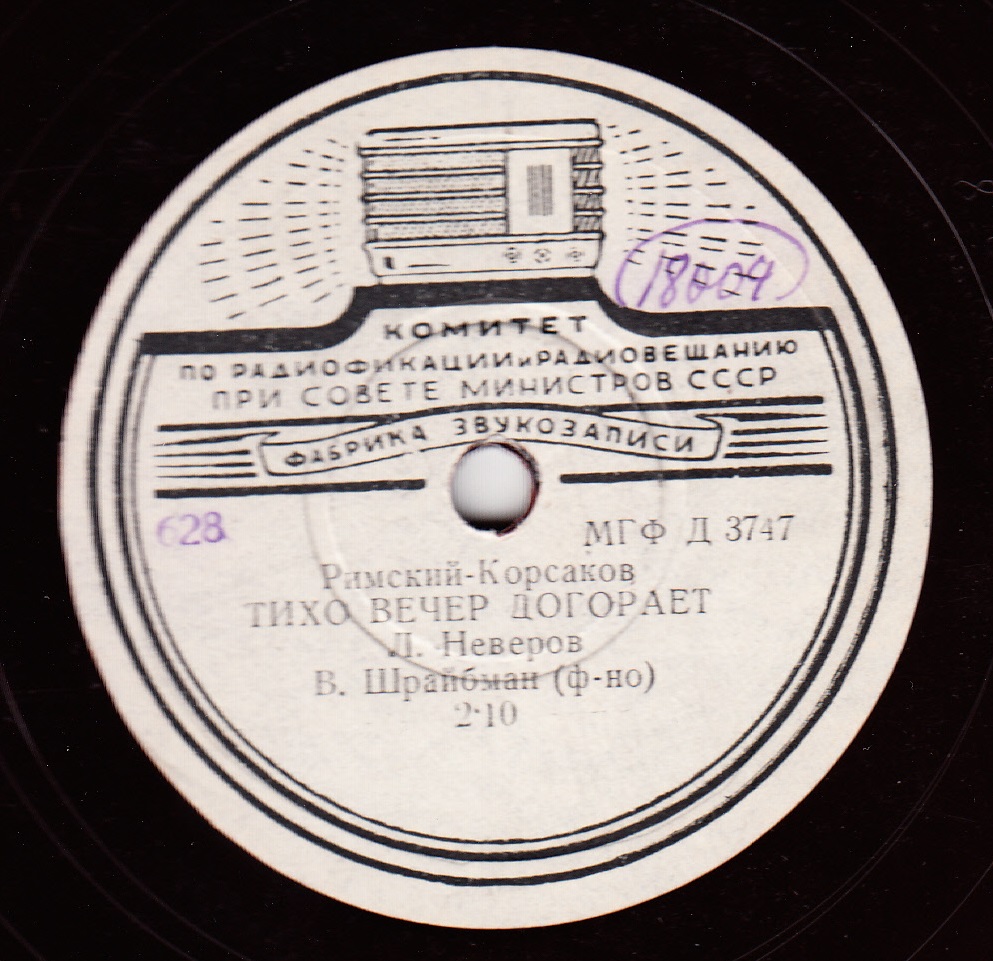 КОМИТЕТ
ПО РАДИОФИКАЦИИ и РАДИОВЕЩАНИЮ
ПРИ СОВЕТЕ МИНИСТРОВ СССР
ФАБРИКА ЗВУКОЗАПИСИ
628
МГФ Д 3747
Римский-Корсаков
ТИХО ВЕЧЕР ДОГОРАЕТ
Л. Неверов
В. Шрайбман (ф-но)
2·10